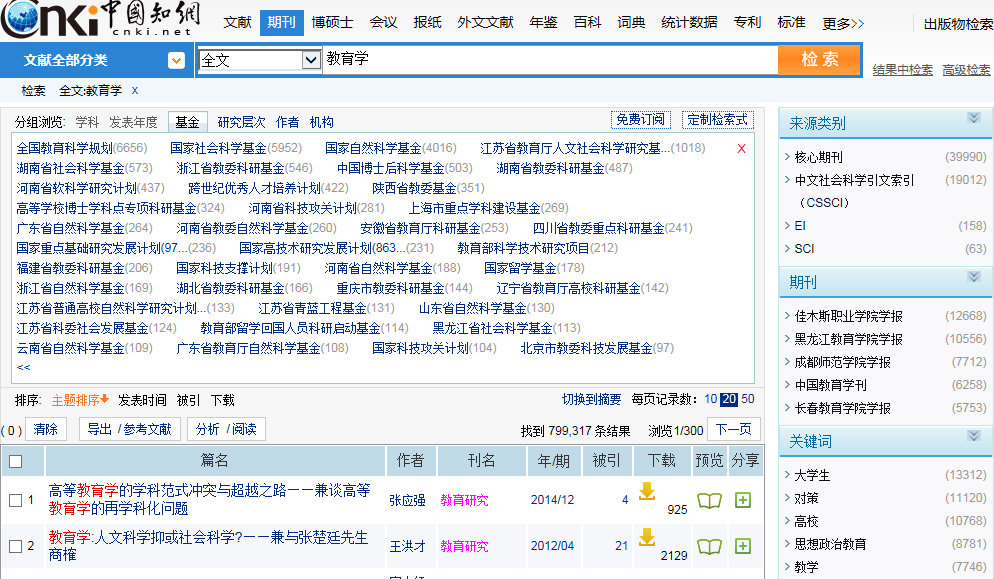 cnki 中国知网
cnki.net
文献 期刊 博硕士 会议 报纸 外文文献 年鉴 百科 词典 统计数据 专利 标准 更多>> 出版物检索
文献全部分类 全文 教育学 检索 结果中检索 高级检索
检索 全文:教育学 x
分组浏览: 学科 发表年度 基金 研究层次 作者 机构 免费订阅 定制检索式
全国教育科学规划(6656) 国家社会科学基金(5952) 国家自然科学基金(4016) 江苏省教育厅人文社会科学研究基...(1018) X
湖南省社会科学基金(573) 浙江省教委科研基金(546) 中国博士后科学基金(503) 湖南省教委科研基金(487)
河南省软科学研究计划(437) 跨世纪优秀人才培养计划(422) 陕西省教委基金(351)
高等学校博士学科点专项科研基金(324) 河南省科技攻关计划(281) 上海市重点学科建设基金(269)
广东省自然科学基金(264) 河南省教委自然科学基金(260) 安徽省教育厅科研基金(253) 四川省教委重点科研基金(241)
国家重点基础研究发展计划(97...(236) 国家高技术研究发展计划(863...(231) 教育部科学技术研究项目(212)
福建省教委科研基金(206) 国家科技支撑计划(191) 河南省自然科学基金(188) 国家留学基金(178)
浙江省自然科学基金(169) 湖北省教委科研基金(166) 重庆市教委科研基金(144) 辽宁省教育厅高校科研基金(142)
江苏省普通高校自然科学研究计划...(133) 江苏省青蓝工程基金(131) 山东省自然科学基金(130)
江苏省科委社会发展基金(124) 教育部留学回国人员科研启动基金(114) 黑龙江省社会科学基金(113)
云南省自然科学基金(109) 广东省教育厅自然科学基金(108) 国家科技攻关计划(104) 北京市教委科技发展基金(97)
<<
排序: 主题排序 发表时间 被引 下载 切换到摘要 每页记录数: 10 20 50
(0) 清除 导出 /参考文献 分析 /阅读 找到 799,317 条结果 浏览1/300 下一页
篇名 作者 刊名 年/期 被引 下载 预览 分享
1 高等教育学的学科范式冲突与超越之路——兼谈高等
教育学的再学科化问题 张应强 教育研究 2014/12 4 925
2 教育学:人文科学抑或社会科学?——兼与张楚廷先生
商榷 王洪才 教育研究 2012/04 21 2129
来源类别
核心期刊 (39990)
中文社会科学引文索引 (19012)
(CSSCI)
EI (158)
SCI (63)
期刊
佳木斯职业学院学报 (12668)
黑龙江教育学院学报 (10556)
成都师范学院学报 (7712)
中国教育学刊 (6258)
长春教育学院学报 (5753)
关键词
大学生 (13312)
对策 (11120)
高校 (10768)
思想政治教育 (8781)
教学 (7746)